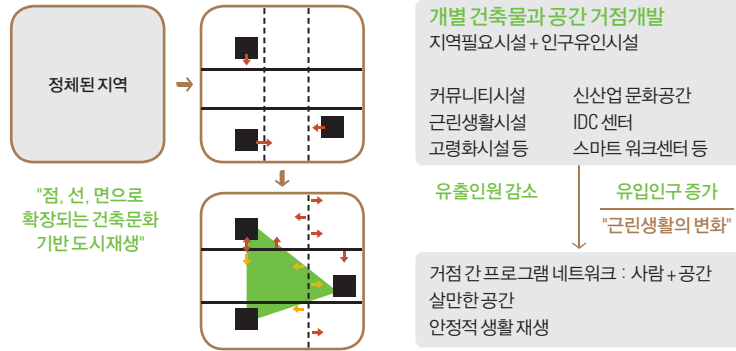 정체된 지역
"점, 선, 면으로
확장되는 건축문화
기반 도시재생"
개별 건축물과 공간 거점개발
지역필요시설 + 인구유인시설
커뮤니티시설 신산업 문화공간
근린생활시설 IDC 센터
고령화시설 등 스마트 워크센터 등
유출인원 감소 유입인구 증가
"근린생활의 변화"
거점 간 프로그램 네트워크 : 사람 + 공간
살만한 공간
안정적 생활 재생